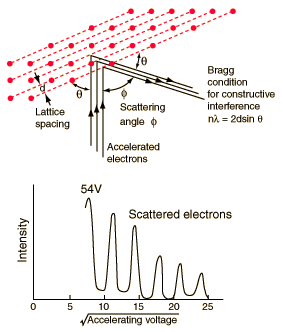 d
Lattice
spacing
θ
ϕ
θ
Scattering
angle ϕ
Bragg
condition
for constructive
interference
nλ = 2dsin θ
Accelerated
electrons
54V
Scattered electrons
Intensity
0 5 10 15 20 25
√Accelerating voltage